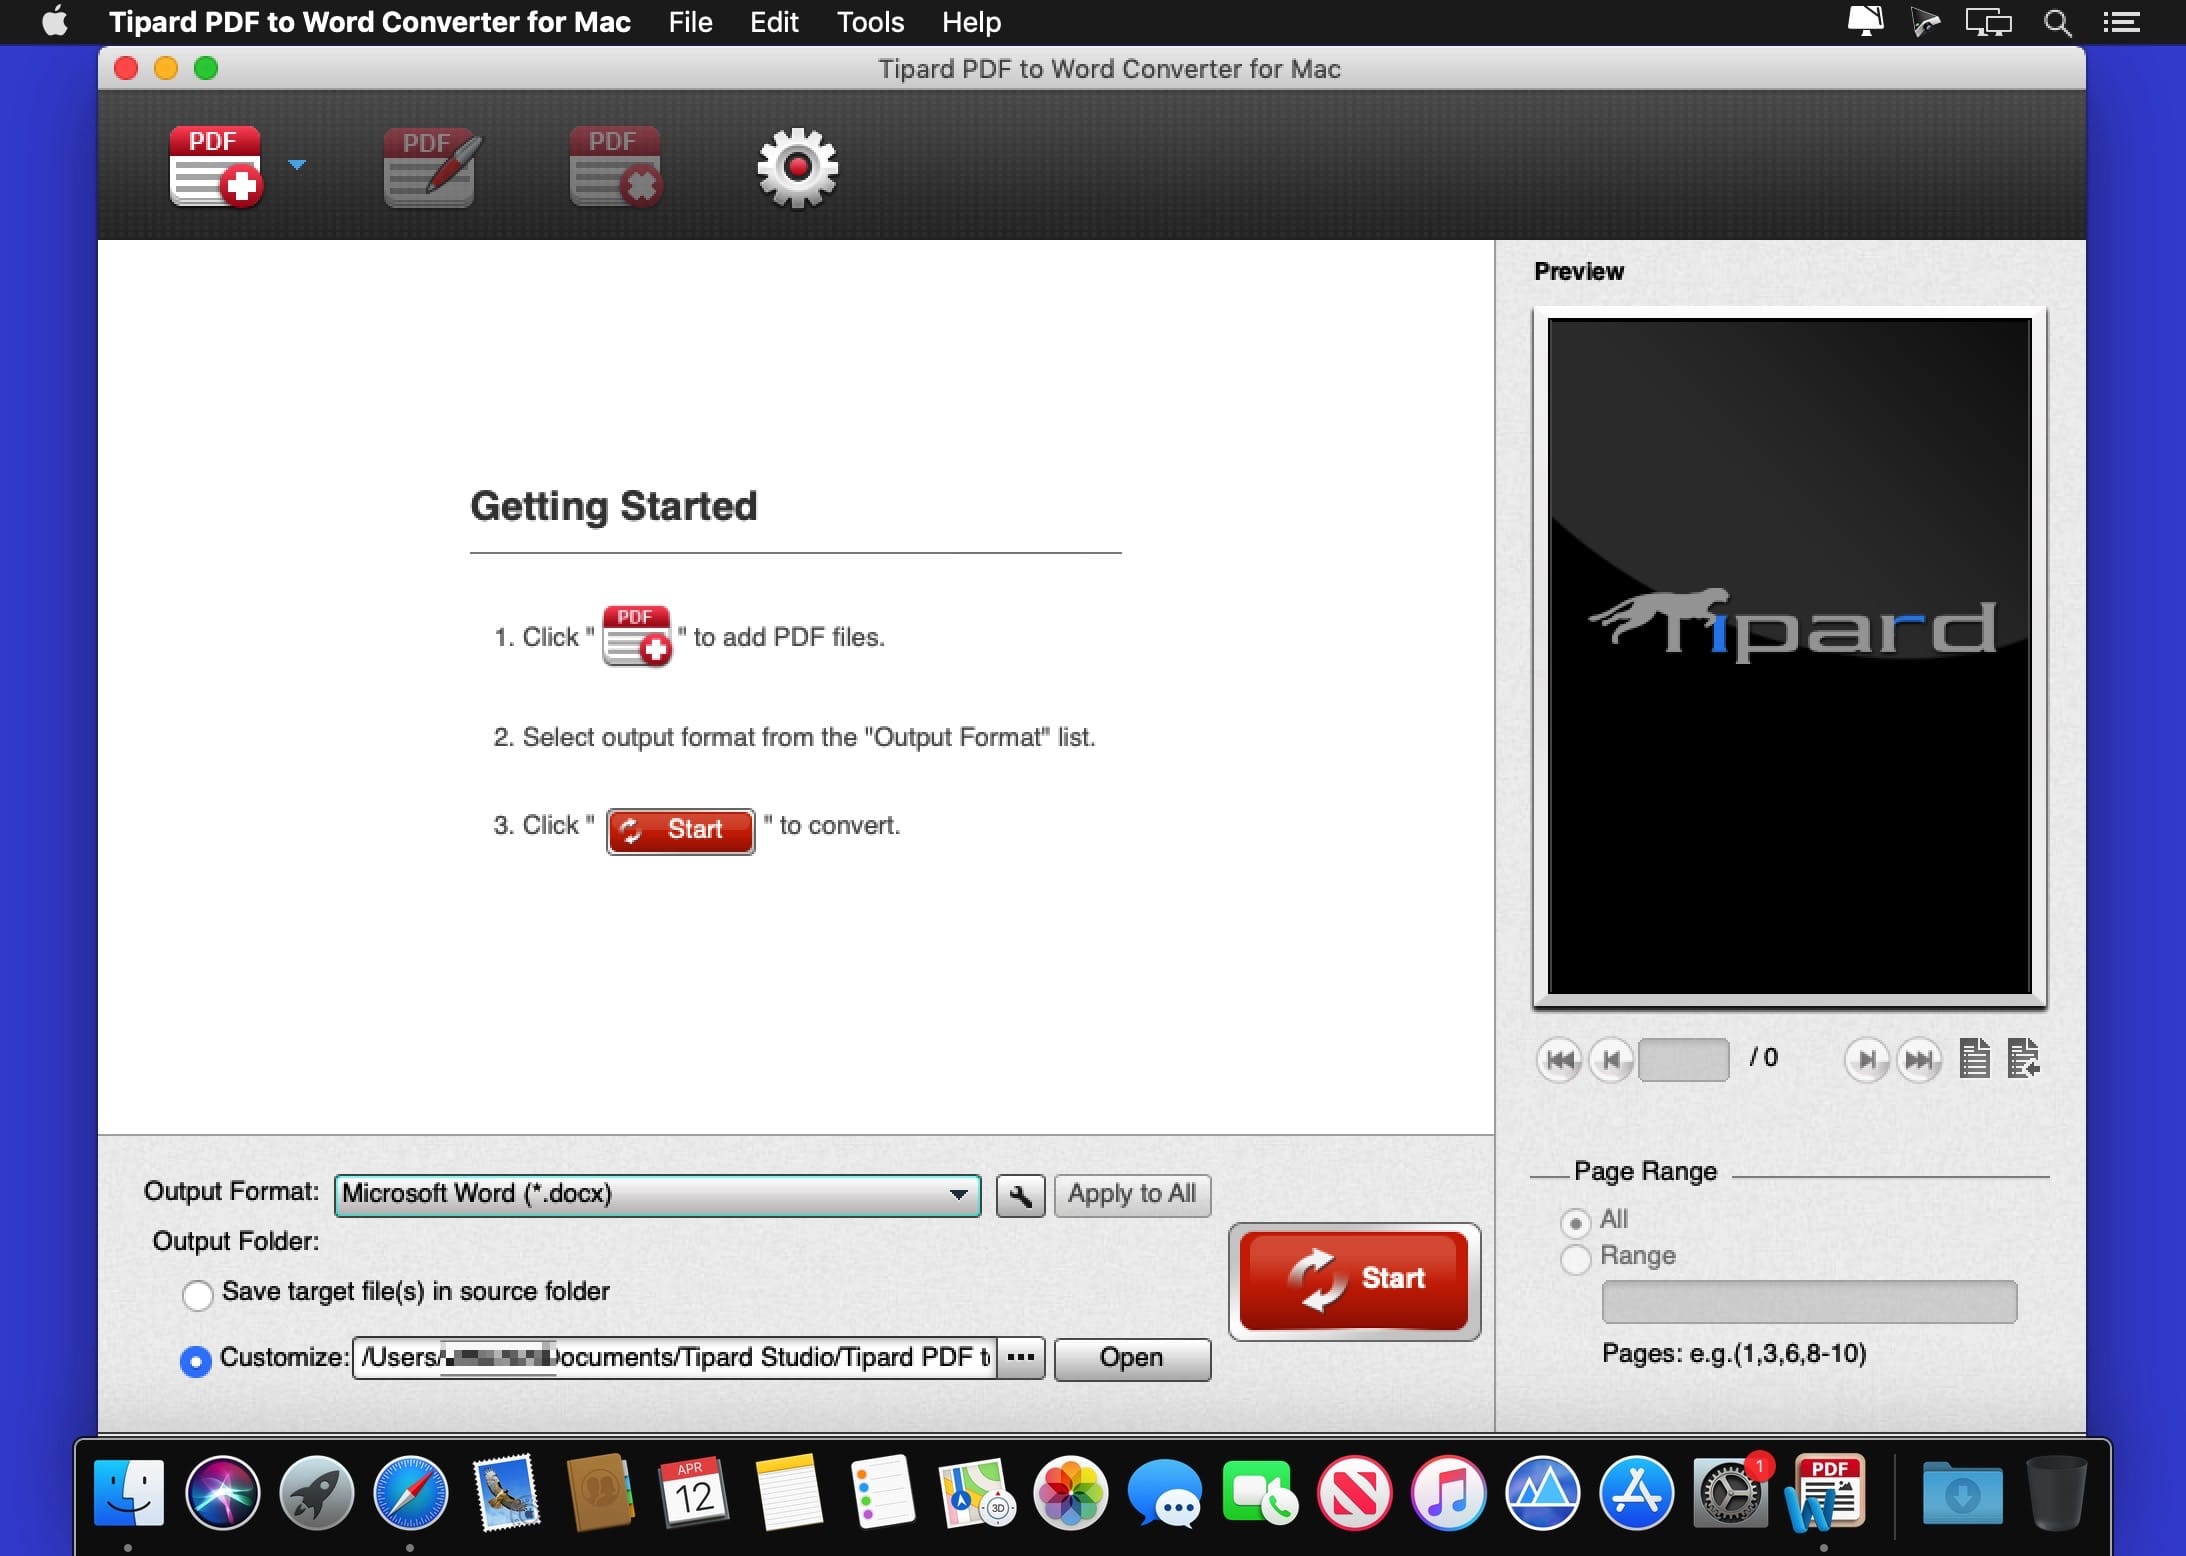 Tipard PDF to Word Converter for Mac File Edit Tools Help
Tipard PDF to Word Converter for Mac
PDF PDF PDF
Getting Started
1. Click " PDF " to add PDF files.
2. Select output format from the "Output Format" list.
3. Click " Start " to convert.
Preview
Tipard
/ 0
Output Format: Microsoft Word (*.docx) Apply to All
Output Folder:
Save target file(s) in source folder
Customize: /Users/ ocuments/Tipard Studio/Tipard PDF t ... Open
Start
Page Range
All
Range
Pages: e.g.(1,3,6,8-10)
APR
12
3D
1
PDF
W